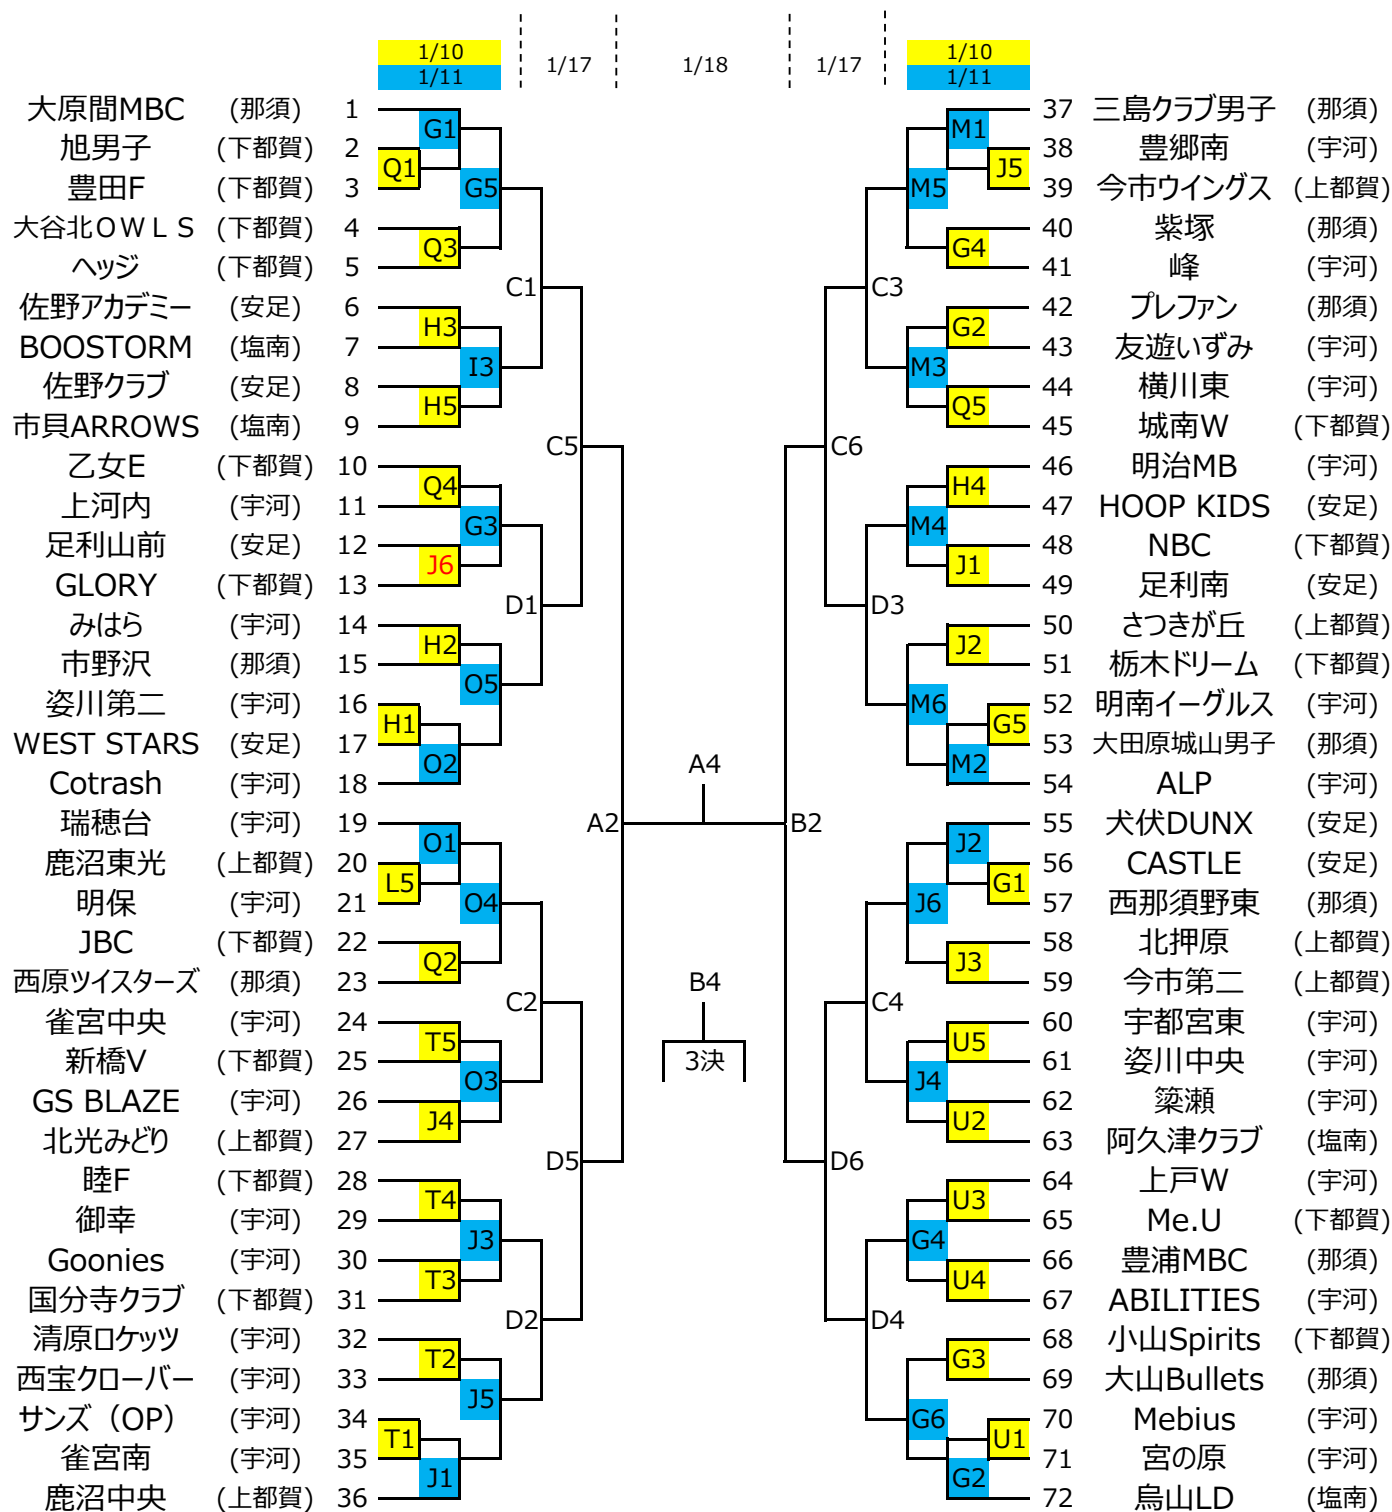 1/10 1/10
1/11 1/17 1/18 1/17 1/11
大原間MBC (那須) 1 37 三島クラブ男子 (那須)
G1 M1
旭男子 (下都賀) 2 38 豊郷南 (宇河)
Q1 J5
豊田F (下都賀) 3 G5 M5 39 今市ウイングス (上都賀)
大谷北OWLS (下都賀) 4 40 紫塚 (那須)
Q3 G4
ヘッジ (下都賀) 5 41 峰 (宇河)
C1 C3
佐野アカデミー (安足) 6 42 プレファン (那須)
H3 G2
BOOSTORM (塩南) 7 43 友遊いずみ (宇河)
I3 M3
佐野クラブ (安足) 8 44 横川東 (宇河)
H5 Q5
市貝ARROWS (塩南) 9 45 城南W (下都賀)
C5 C6
乙女E (下都賀) 10 46 明治MB (宇河)
Q4 H4
上河内 (宇河) 11 47 HOOP KIDS (安足)
G3 M4
足利山前 (安足) 12 48 NBC (下都賀)
J6 J1
GLORY (下都賀) 13 49 足利南 (安足)
D1 D3
みはら (宇河) 14 50 さつきが丘 (上都賀)
H2 J2
市野沢 (那須) 15 51 栃木ドリーム (下都賀)
O5 M6
姿川第二 (宇河) 16 52 明南イーグルス (宇河)
H1 G5
WEST STARS (安足) 17 53 大田原城山男子 (那須)
O2 A4 M2
Cotrash (宇河) 18 54 ALP (宇河)
瑞穂台 (宇河) 19 A2 B2 55 犬伏DUNX (安足)
O1 J2
鹿沼東光 (上都賀) 20 56 CASTLE (安足)
L5 G1
明保 (宇河) 21 O4 J6 57 西那須野東 (那須)
JBC (下都賀) 22 58 北押原 (上都賀)
Q2 J3
西原ツイスターズ (那須) 23 B4 59 今市第二 (上都賀)
C2 C4
雀宮中央 (宇河) 24 60 宇都宮東 (宇河)
T5 U5
新橋V (下都賀) 25 3決 61 姿川中央 (宇河)
O3 J4
GS BLAZE (宇河) 26 62 簗瀬 (宇河)
J4 U2
北光みどり (上都賀) 27 63 阿久津クラブ (塩南)
D5 D6
睦F (下都賀) 28 64 上戸W (宇河)
T4 U3
御幸 (宇河) 29 65 Me.U (下都賀)
J3 G4
Goonies (宇河) 30 66 豊浦MBC (那須)
T3 U4
国分寺クラブ (下都賀) 31 67 ABILITIES (宇河)
D2 D4
清原ロケッツ (宇河) 32 68 小山Spirits (下都賀)
T2 G3
西宝クローバー (宇河) 33 69 大山Bullets (那須)
J5 G6
サンズ（OP） (宇河) 34 70 Mebius (宇河)
T1 U1
雀宮南 (宇河) 35 71 宮の原 (宇河)
J1 G2
鹿沼中央 (上都賀) 36 72 烏山LD (塩南)